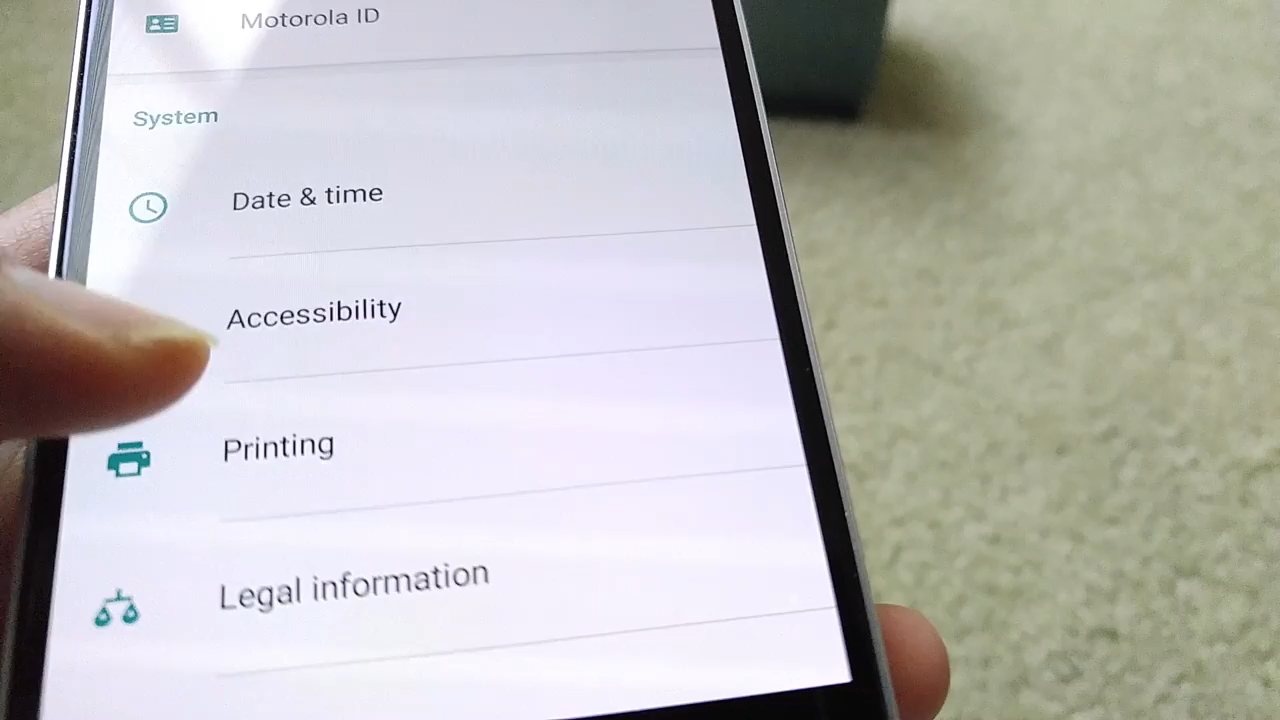 Motorola ID
System
Date & time
Accessibility
Printing
Legal information